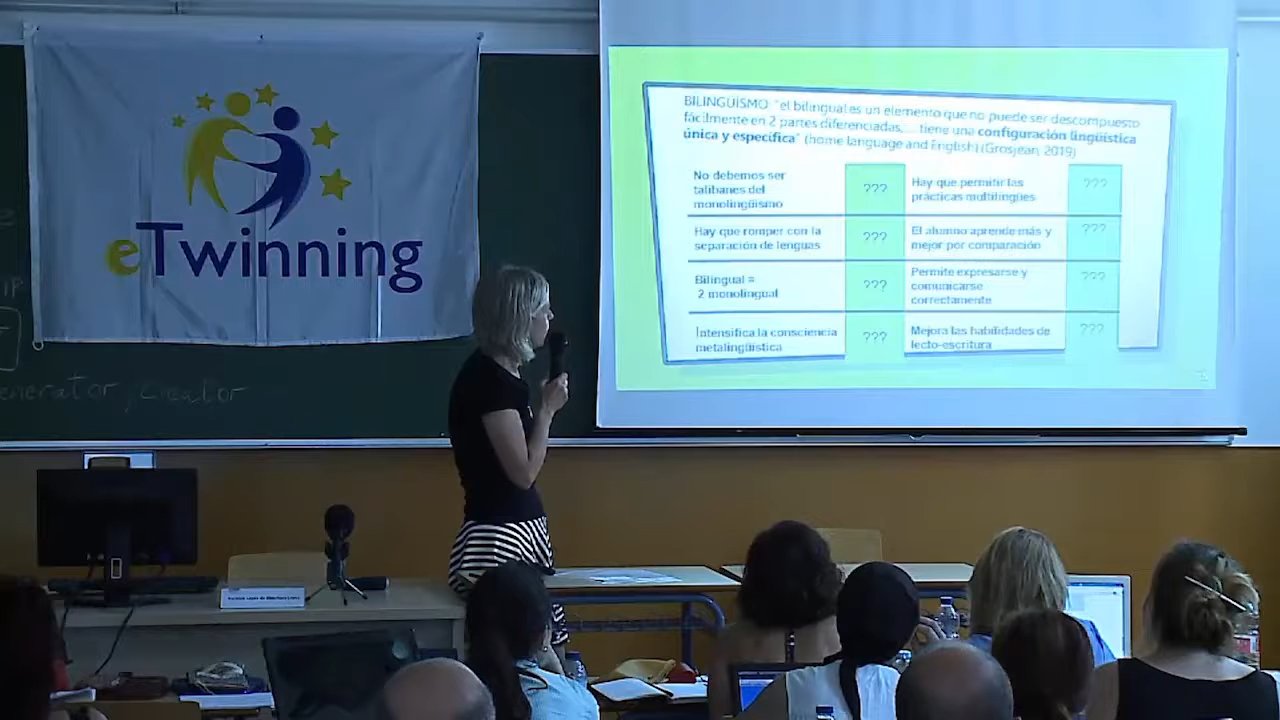 eTwinning
enerator, creator
BILINGÜISMO: "el bilingual es un elemento que no puede ser descompuesto
fácilmente en 2 partes diferenciadas,... tiene una configuración lingüística
única y específica" (home language and English) (Grosjean, 2019)
No debemos ser
talibanes del
monolingüismo
???
Hay que permitir las
prácticas multilingües
???
Hay que romper con la
separación de lenguas
???
El alumno aprende más y
mejor por comparación
???
Bilingual =
2 monolingual
???
Permite expresarse y
comunicarse
correctamente
???
Intensifica la consciencia
metalingüística
???
Mejora las habilidades de
lecto-escritura
???